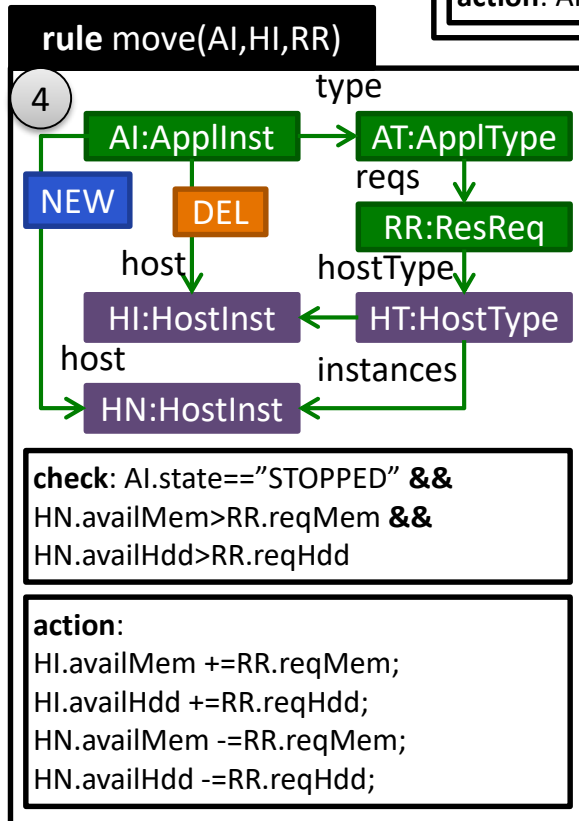 action: A
rule move(AI,HI,RR)
4
type
AI:ApplInst
AT:ApplType
reqs
NEW
DEL
RR:ResReq
host
hostType
HI:HostInst
HT:HostType
host
instances
HN:HostInst
check: AI.state==”STOPPED” &&
HN.availMem>RR.reqMem &&
HN.availHdd>RR.reqHdd
action:
HI.availMem +=RR.reqMem;
HI.availHdd +=RR.reqHdd;
HN.availMem -=RR.reqMem;
HN.availHdd -=RR.reqHdd;